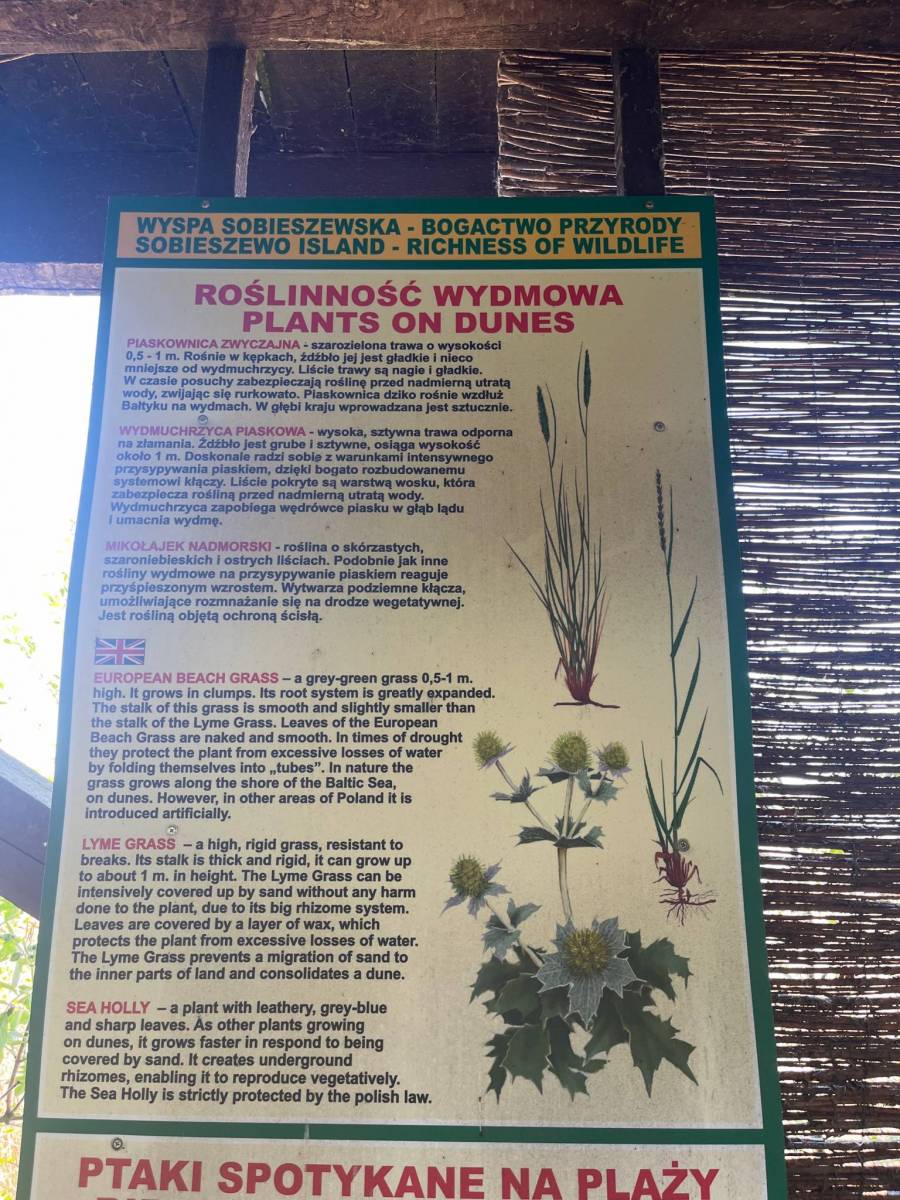 WYSPA SOBIESZEWSKA - BOGACTWO PRZYRODY
SOBIESZEWO ISLAND - RICHNESS OF WILDLIFE
ROŚLINNOŚĆ WYDMOWA
PLANTS ON DUNES
PIASKOWNICA ZWYCZAJNA - szarozielona trawa o wysokości
0,5 - 1 m. Rośnie w kępkach, źdźbło jej jest gładkie i nieco
mniejsze od wydmuchrzycy. Liście trawy są nagie i gładkie.
W czasie posuchy zabezpieczają roślinę przed nadmierną utratą
wody, zwijając się rurkowato. Piaskownica dziko rośnie wzdłuż
Bałtyku na wydmach. W głębi kraju wprowadzana jest sztucznie.
WYDMUCHRZYCA PIASKOWA - wysoka, sztywna trawa odporna
na złamania. Źdźbło jest grube i sztywne, osiąga wysokość
około 1 m. Doskonale radzi sobie z warunkami intensywnego
przysypywania piaskiem, dzięki bogato rozbudowanemu
systemowi kłączy. Liście pokryte są warstwą wosku, która
zabezpiecza rośliną przed nadmierną utratą wody.
Wydmuchrzyca zapobiega wędrówce piasku w głąb lądu
i umacnia wydmę.
MIKOŁAJEK NADMORSKI - roślina o skórzastych,
szaroniebieskich i ostrych liściach. Podobnie jak inne
rośliny wydmowe na przysypywanie piaskiem reaguje
przyśpieszonym wzrostem. Wytwarza podziemne kłącza,
umożliwiające rozmnażanie się na drodze wegetatywnej.
Jest rośliną objętą ochroną ścisłą.
EUROPEAN BEACH GRASS – a grey-green grass 0,5-1 m.
high. It grows in clumps. Its root system is greatly expanded.
The stalk of this grass is smooth and slightly smaller than
the stalk of the Lyme Grass. Leaves of the European
Beach Grass are naked and smooth. In times of drought
they protect the plant from excessive losses of water
by folding themselves into „tubes”. In nature the
grass grows along the shore of the Baltic Sea,
on dunes. However, in other areas of Poland it is
introduced artificially.
LYME GRASS – a high, rigid grass, resistant to
breaks. Its stalk is thick and rigid, it can grow up
to about 1 m. in height. The Lyme Grass can be
intensively covered up by sand without any harm
done to the plant, due to its big rhizome system.
Leaves are covered by a layer of wax, which
protects the plant from excessive losses of water.
The Lyme Grass prevents a migration of sand to
the inner parts of land and consolidates a dune.
SEA HOLLY – a plant with leathery, grey-blue
and sharp leaves. As other plants growing
on dunes, it grows faster in respond to being
covered by sand. It creates underground
rhizomes, enabling it to reproduce vegetatively.
The Sea Holly is strictly protected by the polish law.
PTAKI SPOTYKANE NA PLAŻY